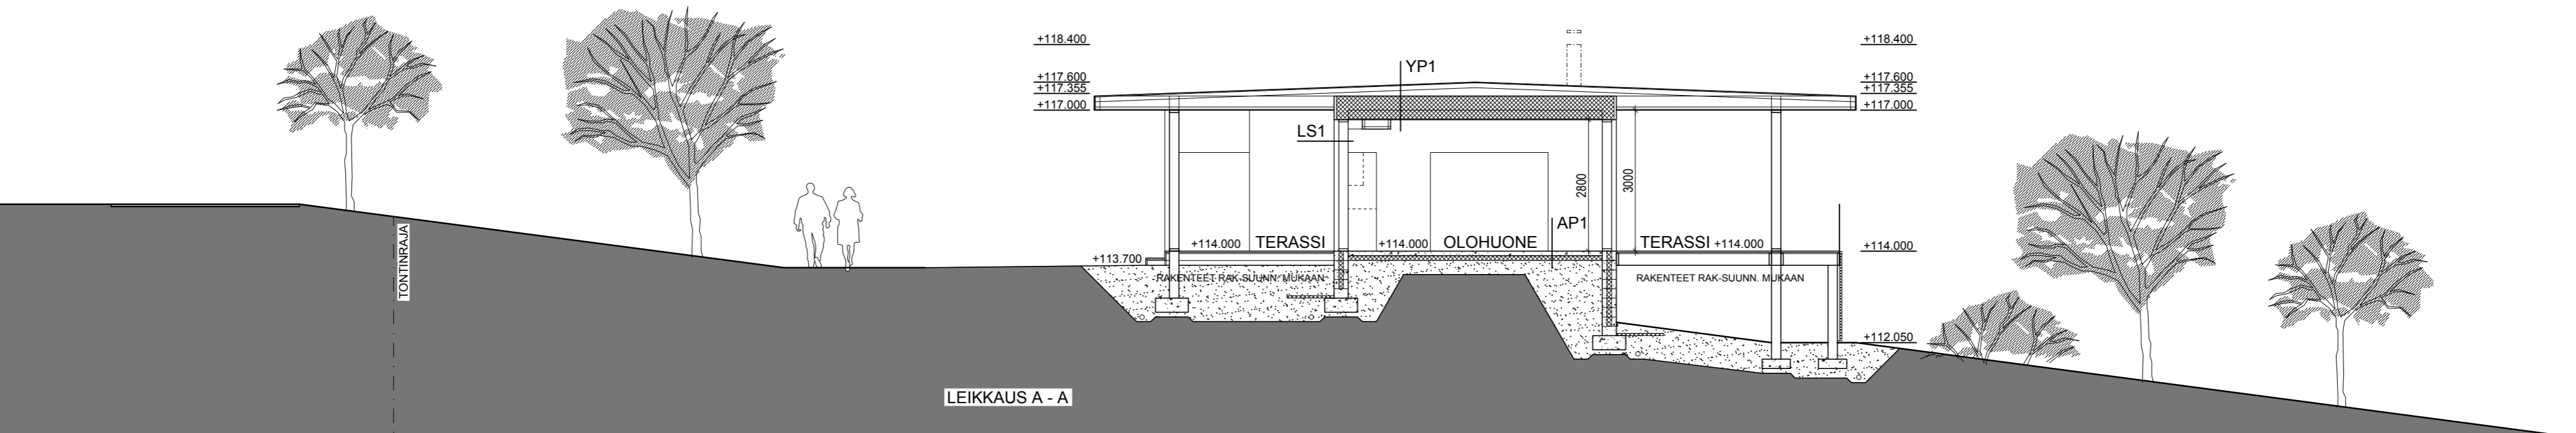 +118.400
+117.600
+117.355
+117.000
YP1
LS1
+118.400
+117.600
+117.355
+117.000
2800
3000
AP1
+114.000 TERASSI
+114.000 OLOHUONE
TERASSI +114.000
+114.000
+113.700
RAKENTEET RAK-SUUNN. MUKAAN
RAKENTEET RAK-SUUNN. MUKAAN
TONTINRAJA
+112.050
LEIKKAUS A - A